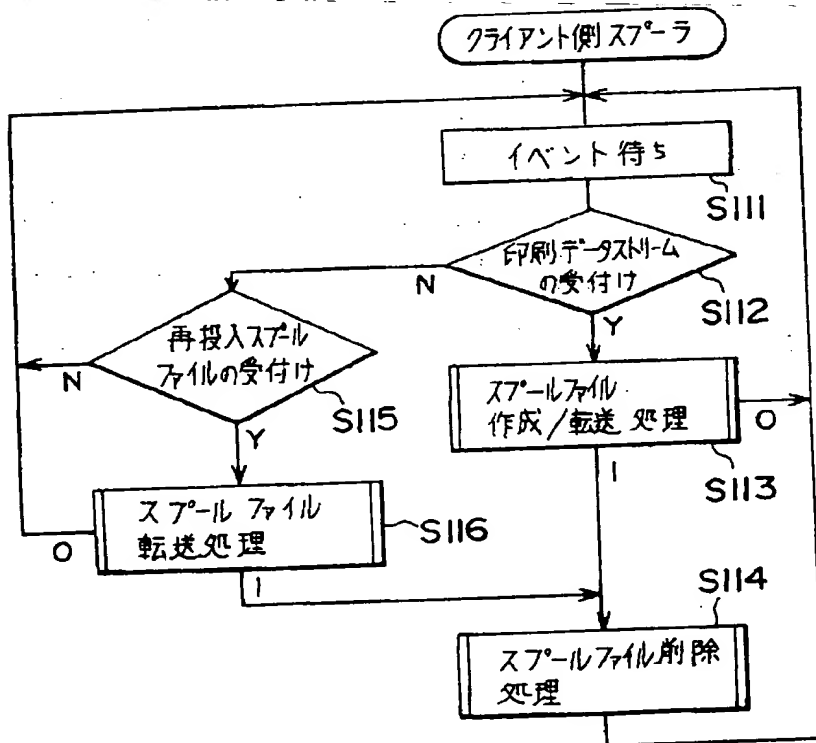 クライアント側スプーラ
イベント待ち
S111
印刷データストリーム
の受付け
S112
N
Y
再投入スプール
ファイルの受付け
S115
N
Y
スプールファイル
作成/転送処理
S113
0
1
スプールファイル
転送処理
S116
0
1
S114
スプールファイル削除
処理